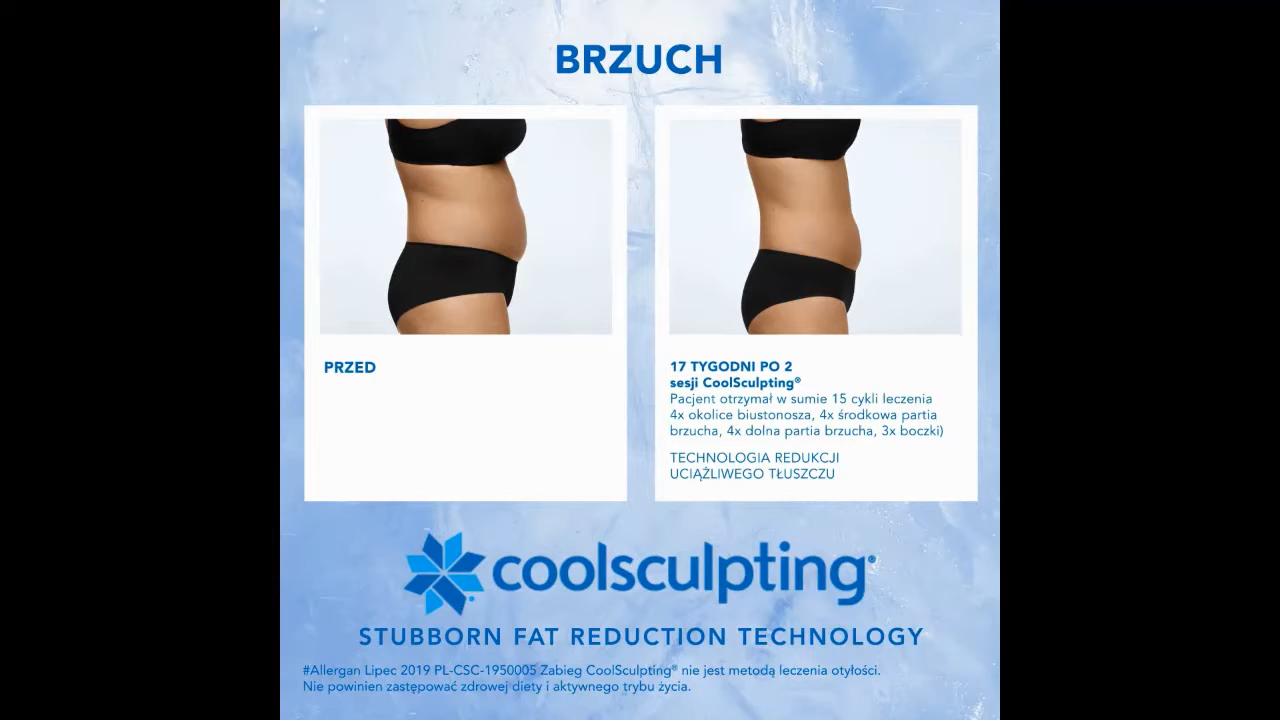 BRZUCH
PRZED
17 TYGODNI PO 2
sesji CoolSculpting®
Pacjent otrzymał w sumie 15 cykli leczenia
4x okolice biustonosza, 4x środkowa partia
brzucha, 4x dolna partia brzucha, 3x boczki)
TECHNOLOGIA REDUKCJI
UCIĄŻLIWEGO TŁUSZCZU
coolsculpting®
STUBBORN FAT REDUCTION TECHNOLOGY
#Allergan Lipec 2019 PL-CSC-1950005 Zabieg CoolSculpting® nie jest metodą leczenia otyłości.
Nie powinien zastępować zdrowej diety i aktywnego trybu życia.